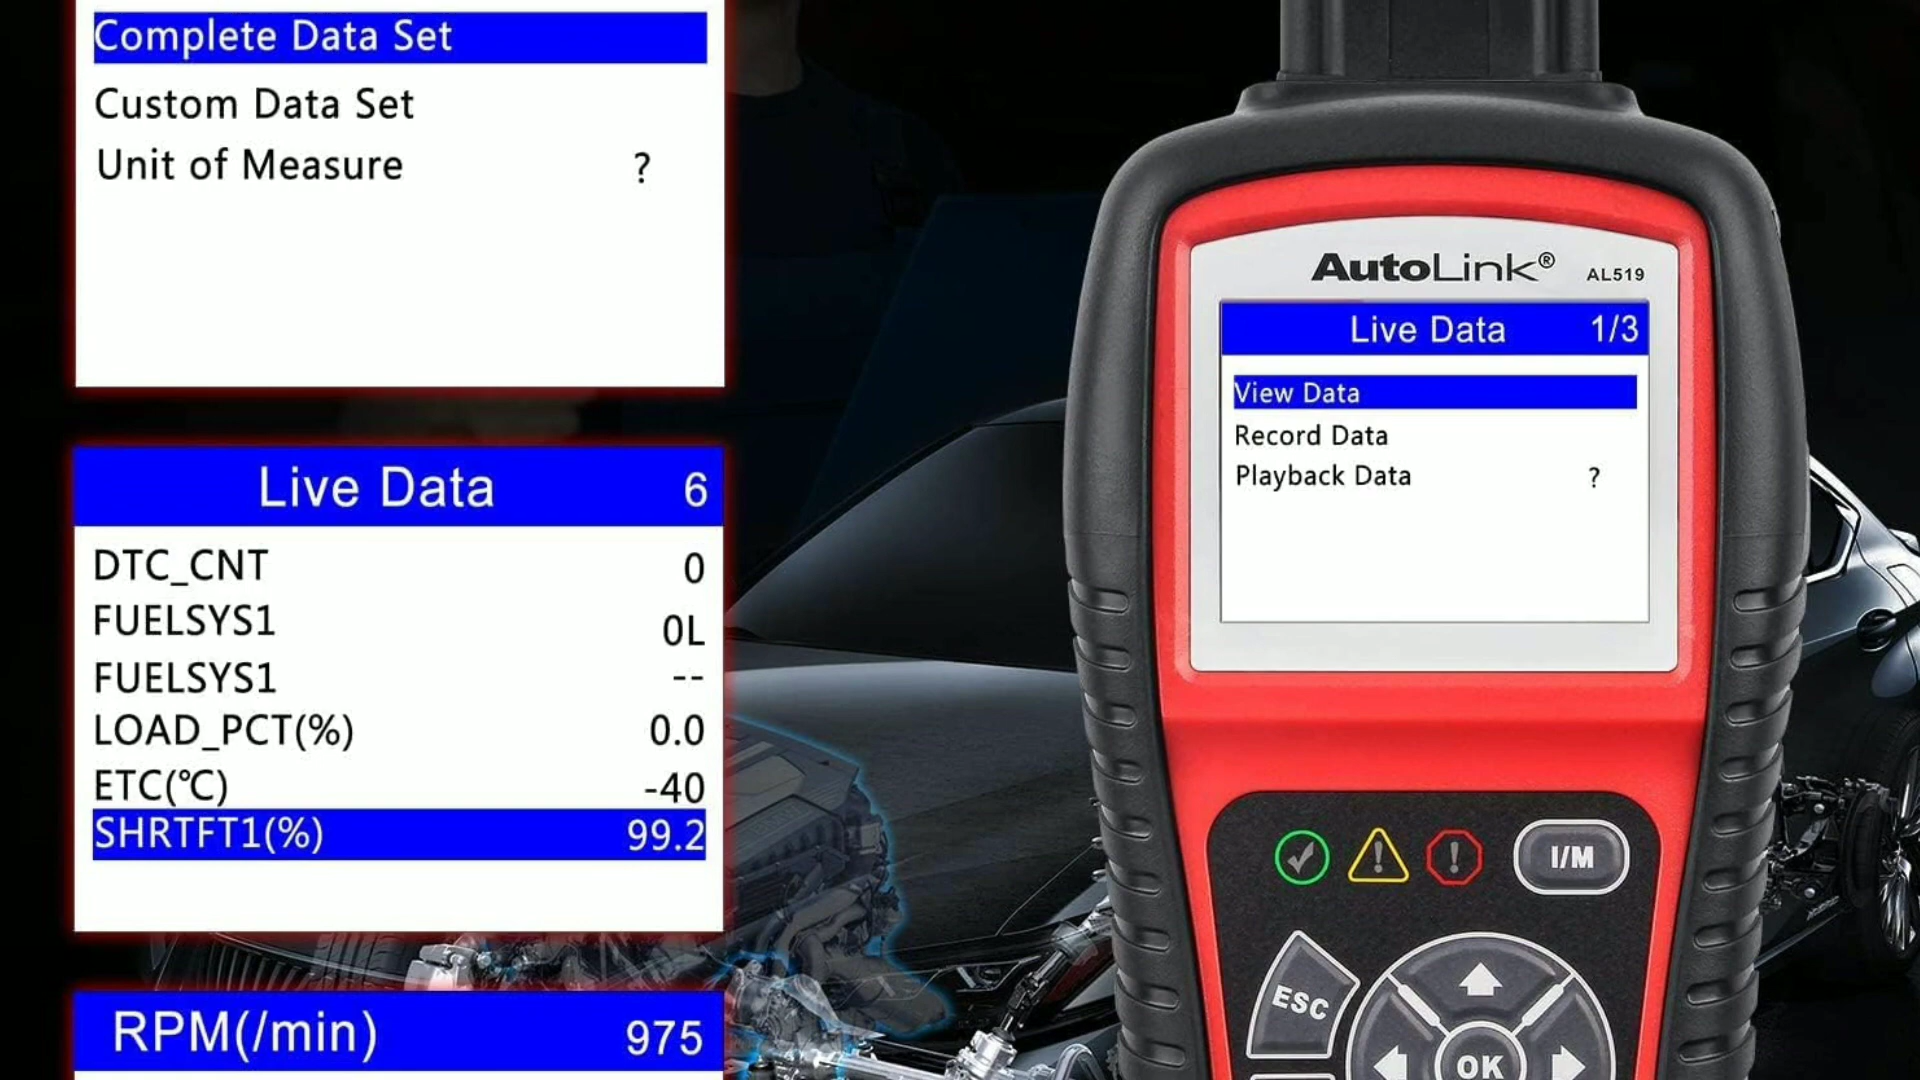 Complete Data Set
Custom Data Set
Unit of Measure ?
Live Data 6
DTC_CNT 0
FUELSYS1 0L
FUELSYS1 --
LOAD_PCT(%) 0.0
ETC(℃) -40
SHRTFT1(%) 99.2
RPM(/min) 975
AutoLink® AL519
Live Data 1/3
View Data
Record Data
Playback Data ?
I/M
ESC
OK